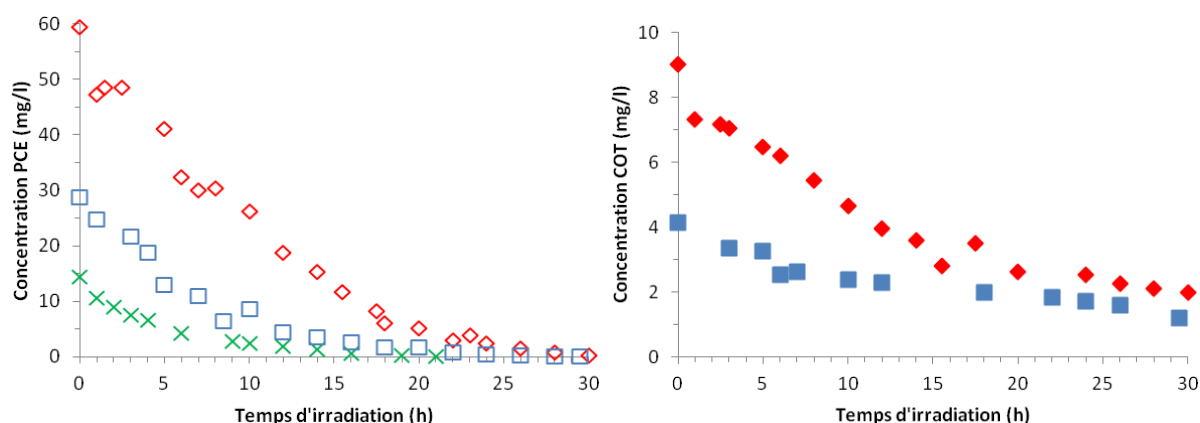 Concentration PCE (mg/l)
60
50
40
30
20
10
0
0 5 10 15 20 25 30
Temps d'irradiation (h)
Concentration COT (mg/l)
10
8
6
4
2
0
0 5 10 15 20 25 30
Temps d'irradiation (h)